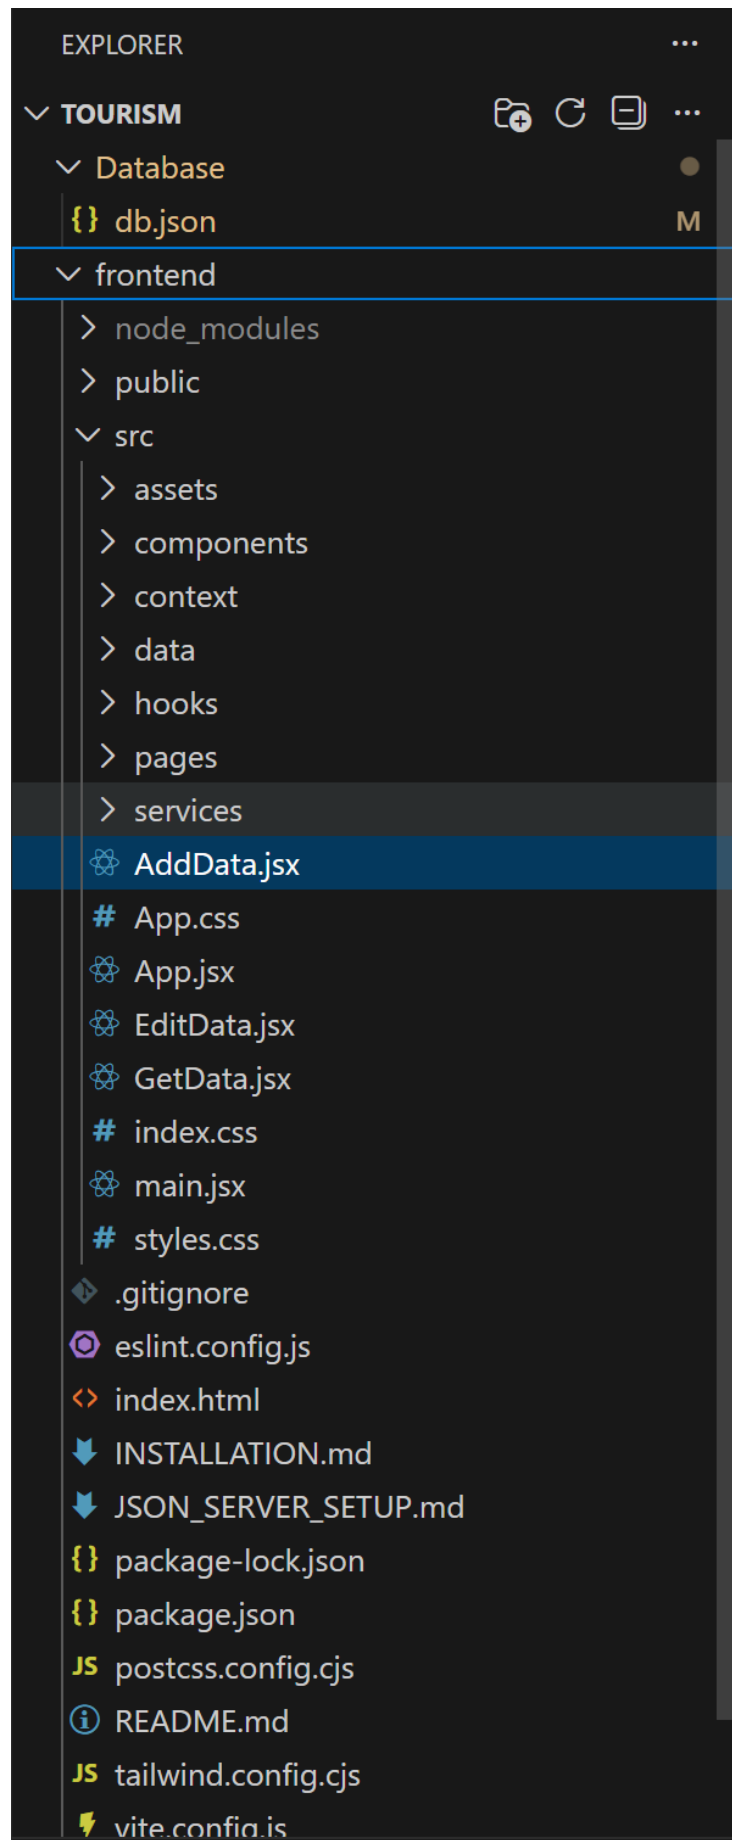 EXPLORER
TOURISM
Database
{} db.json M
frontend
node_modules
public
src
assets
components
context
data
hooks
pages
services
AddData.jsx
# App.css
App.jsx
EditData.jsx
GetData.jsx
# index.css
main.jsx
# styles.css
.gitignore
eslint.config.js
<> index.html
INSTALLATION.md
JSON_SERVER_SETUP.md
{} package-lock.json
{} package.json
JS postcss.config.cjs
README.md
JS tailwind.config.cjs
vite.config.js